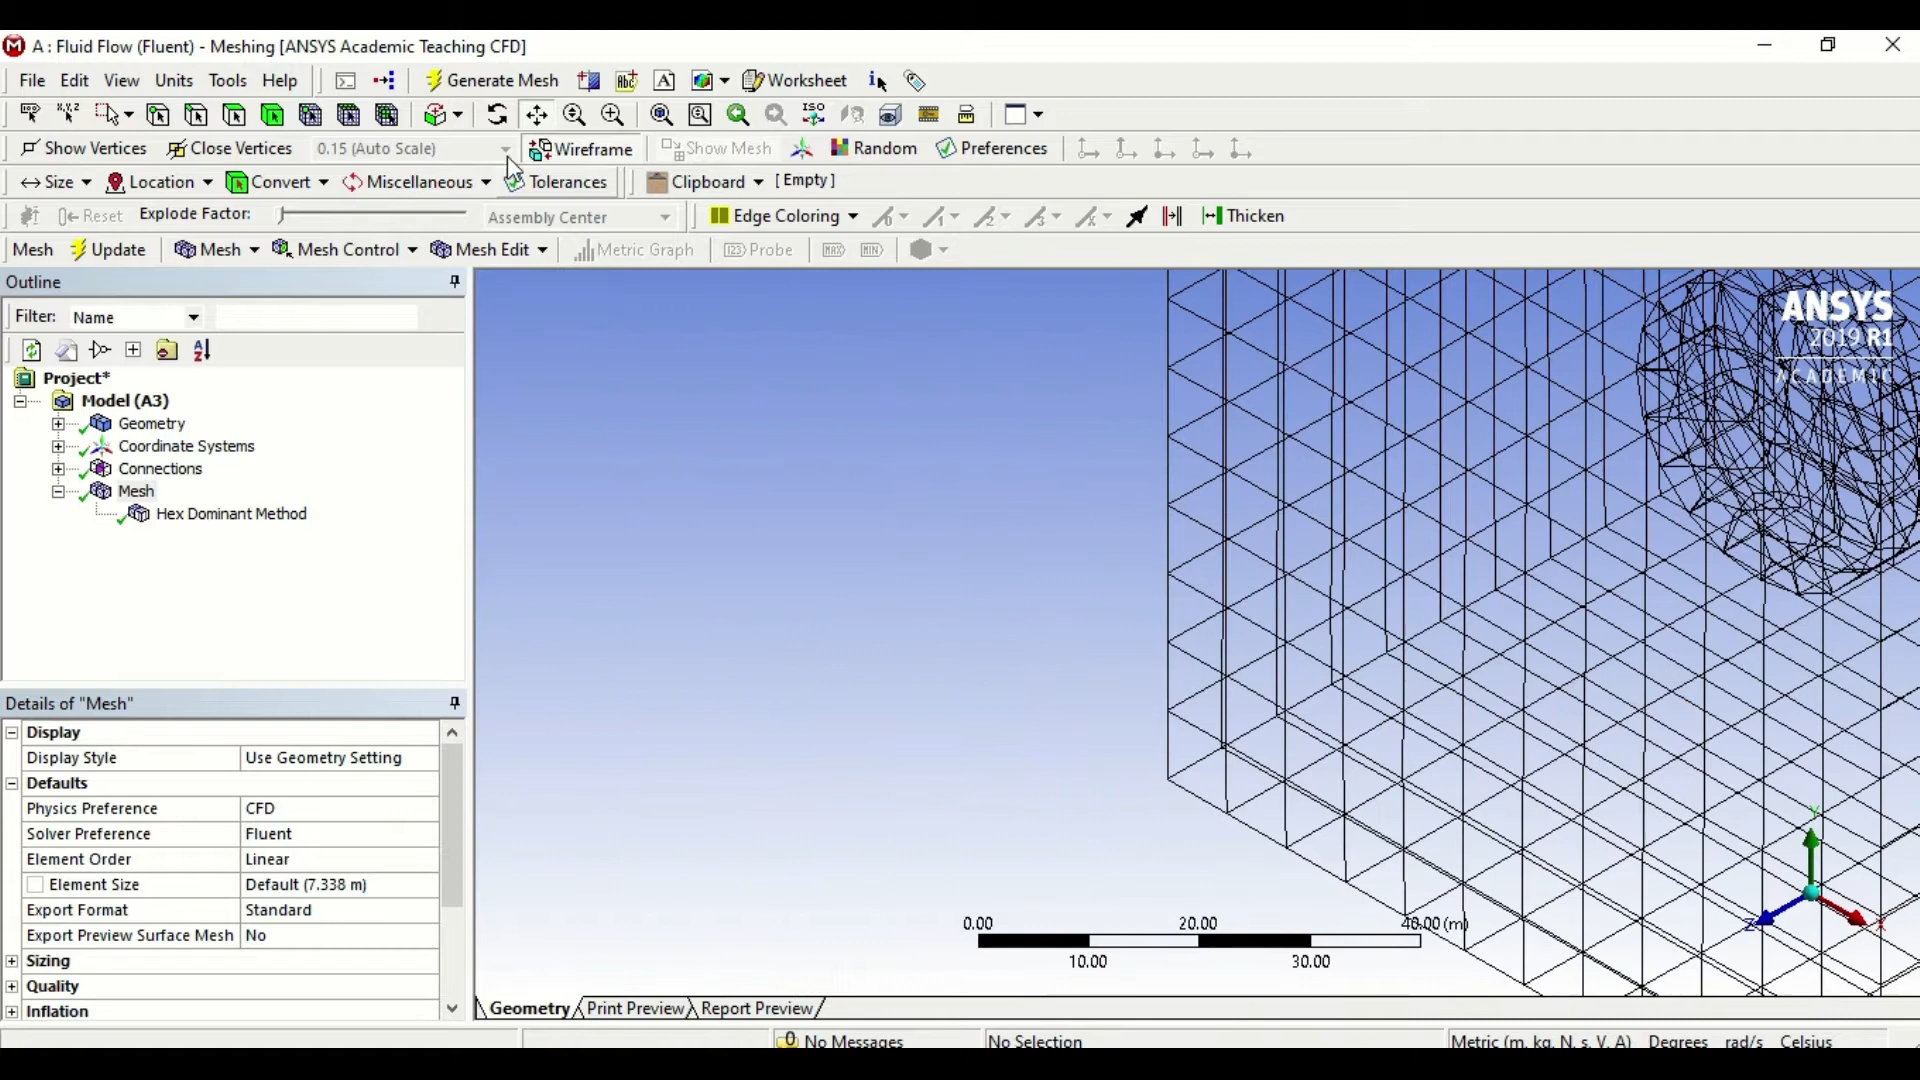 A : Fluid Flow (Fluent) - Meshing [ANSYS Academic Teaching CFD]
File Edit View Units Tools Help Generate Mesh Worksheet
ISO
Show Vertices Close Vertices 0.15 (Auto Scale) Wireframe Show Mesh Random Preferences
Size Location Convert Miscellaneous Tolerances Clipboard [ Empty ]
Reset Explode Factor: Assembly Center Edge Coloring Thicken
Mesh Update Mesh Mesh Control Mesh Edit Metric Graph Probe MAX MIN
Outline
Filter: Name
Project*
Model (A3)
Geometry
Coordinate Systems
Connections
Mesh
Hex Dominant Method
Details of "Mesh"
Display
Display Style Use Geometry Setting
Defaults
Physics Preference CFD
Solver Preference Fluent
Element Order Linear
Element Size Default (7.338 m)
Export Format Standard
Export Preview Surface Mesh No
Sizing
Quality
Inflation
ANSYS
2019 R1
ACADEMIC
0.00 20.00 40.00 (m)
10.00 30.00
Y
Z X
Geometry Print Preview Report Preview
0 No Messages No Selection Metric (m, kg, N, s, V, A) Degrees rad/s Celsius